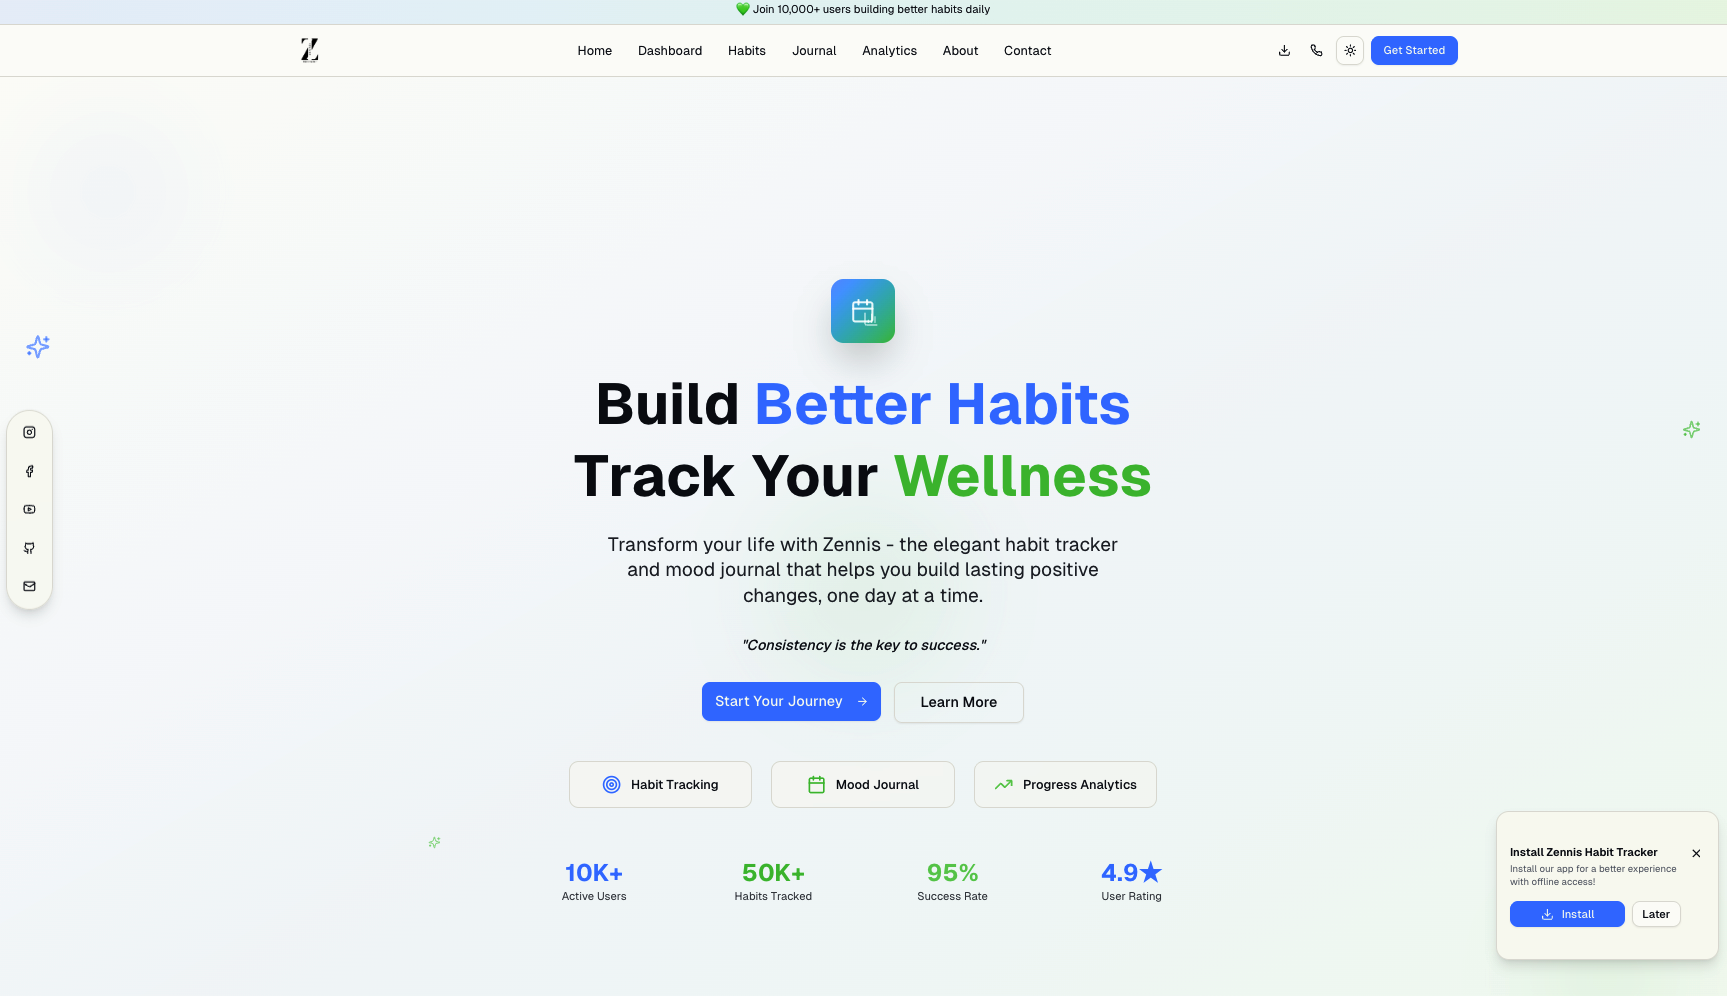 💚 Join 10,000+ users building better habits daily
Z
Home Dashboard Habits Journal Analytics About Contact
Get Started
Build Better Habits
Track Your Wellness
Transform your life with Zennis - the elegant habit tracker
and mood journal that helps you build lasting positive
changes, one day at a time.
"Consistency is the key to success."
Start Your Journey →
Learn More
Habit Tracking
Mood Journal
Progress Analytics
10K+ 50K+ 95% 4.9★
Active Users Habits Tracked Success Rate User Rating
Install Zennis Habit Tracker
Install our app for a better experience
with offline access!
Install Later